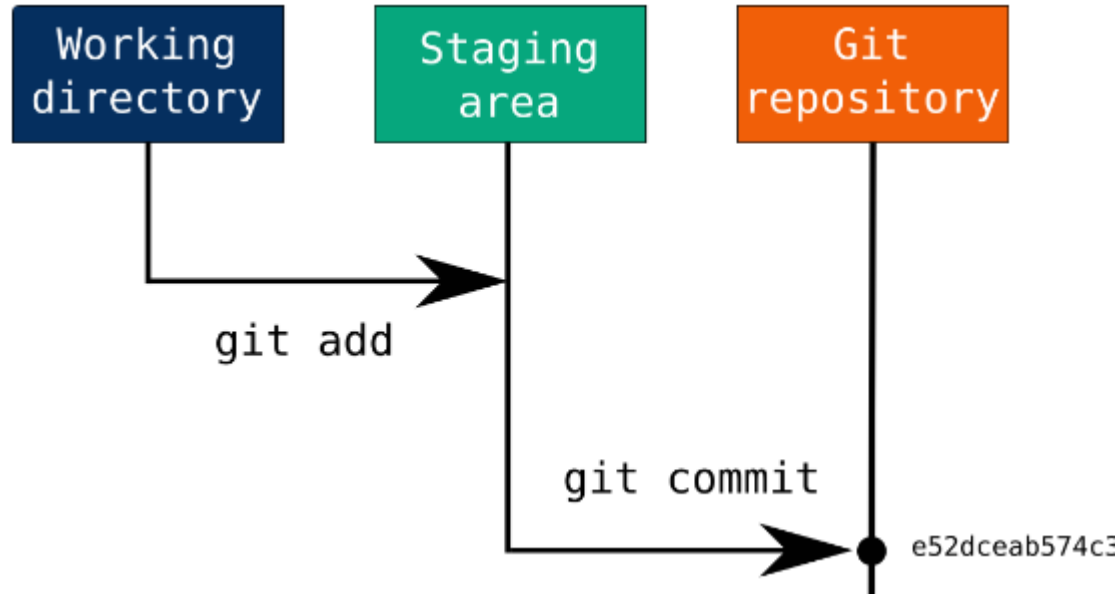 Working
directory
Staging
area
Git
repository
git add
git commit
e52dceab574c3